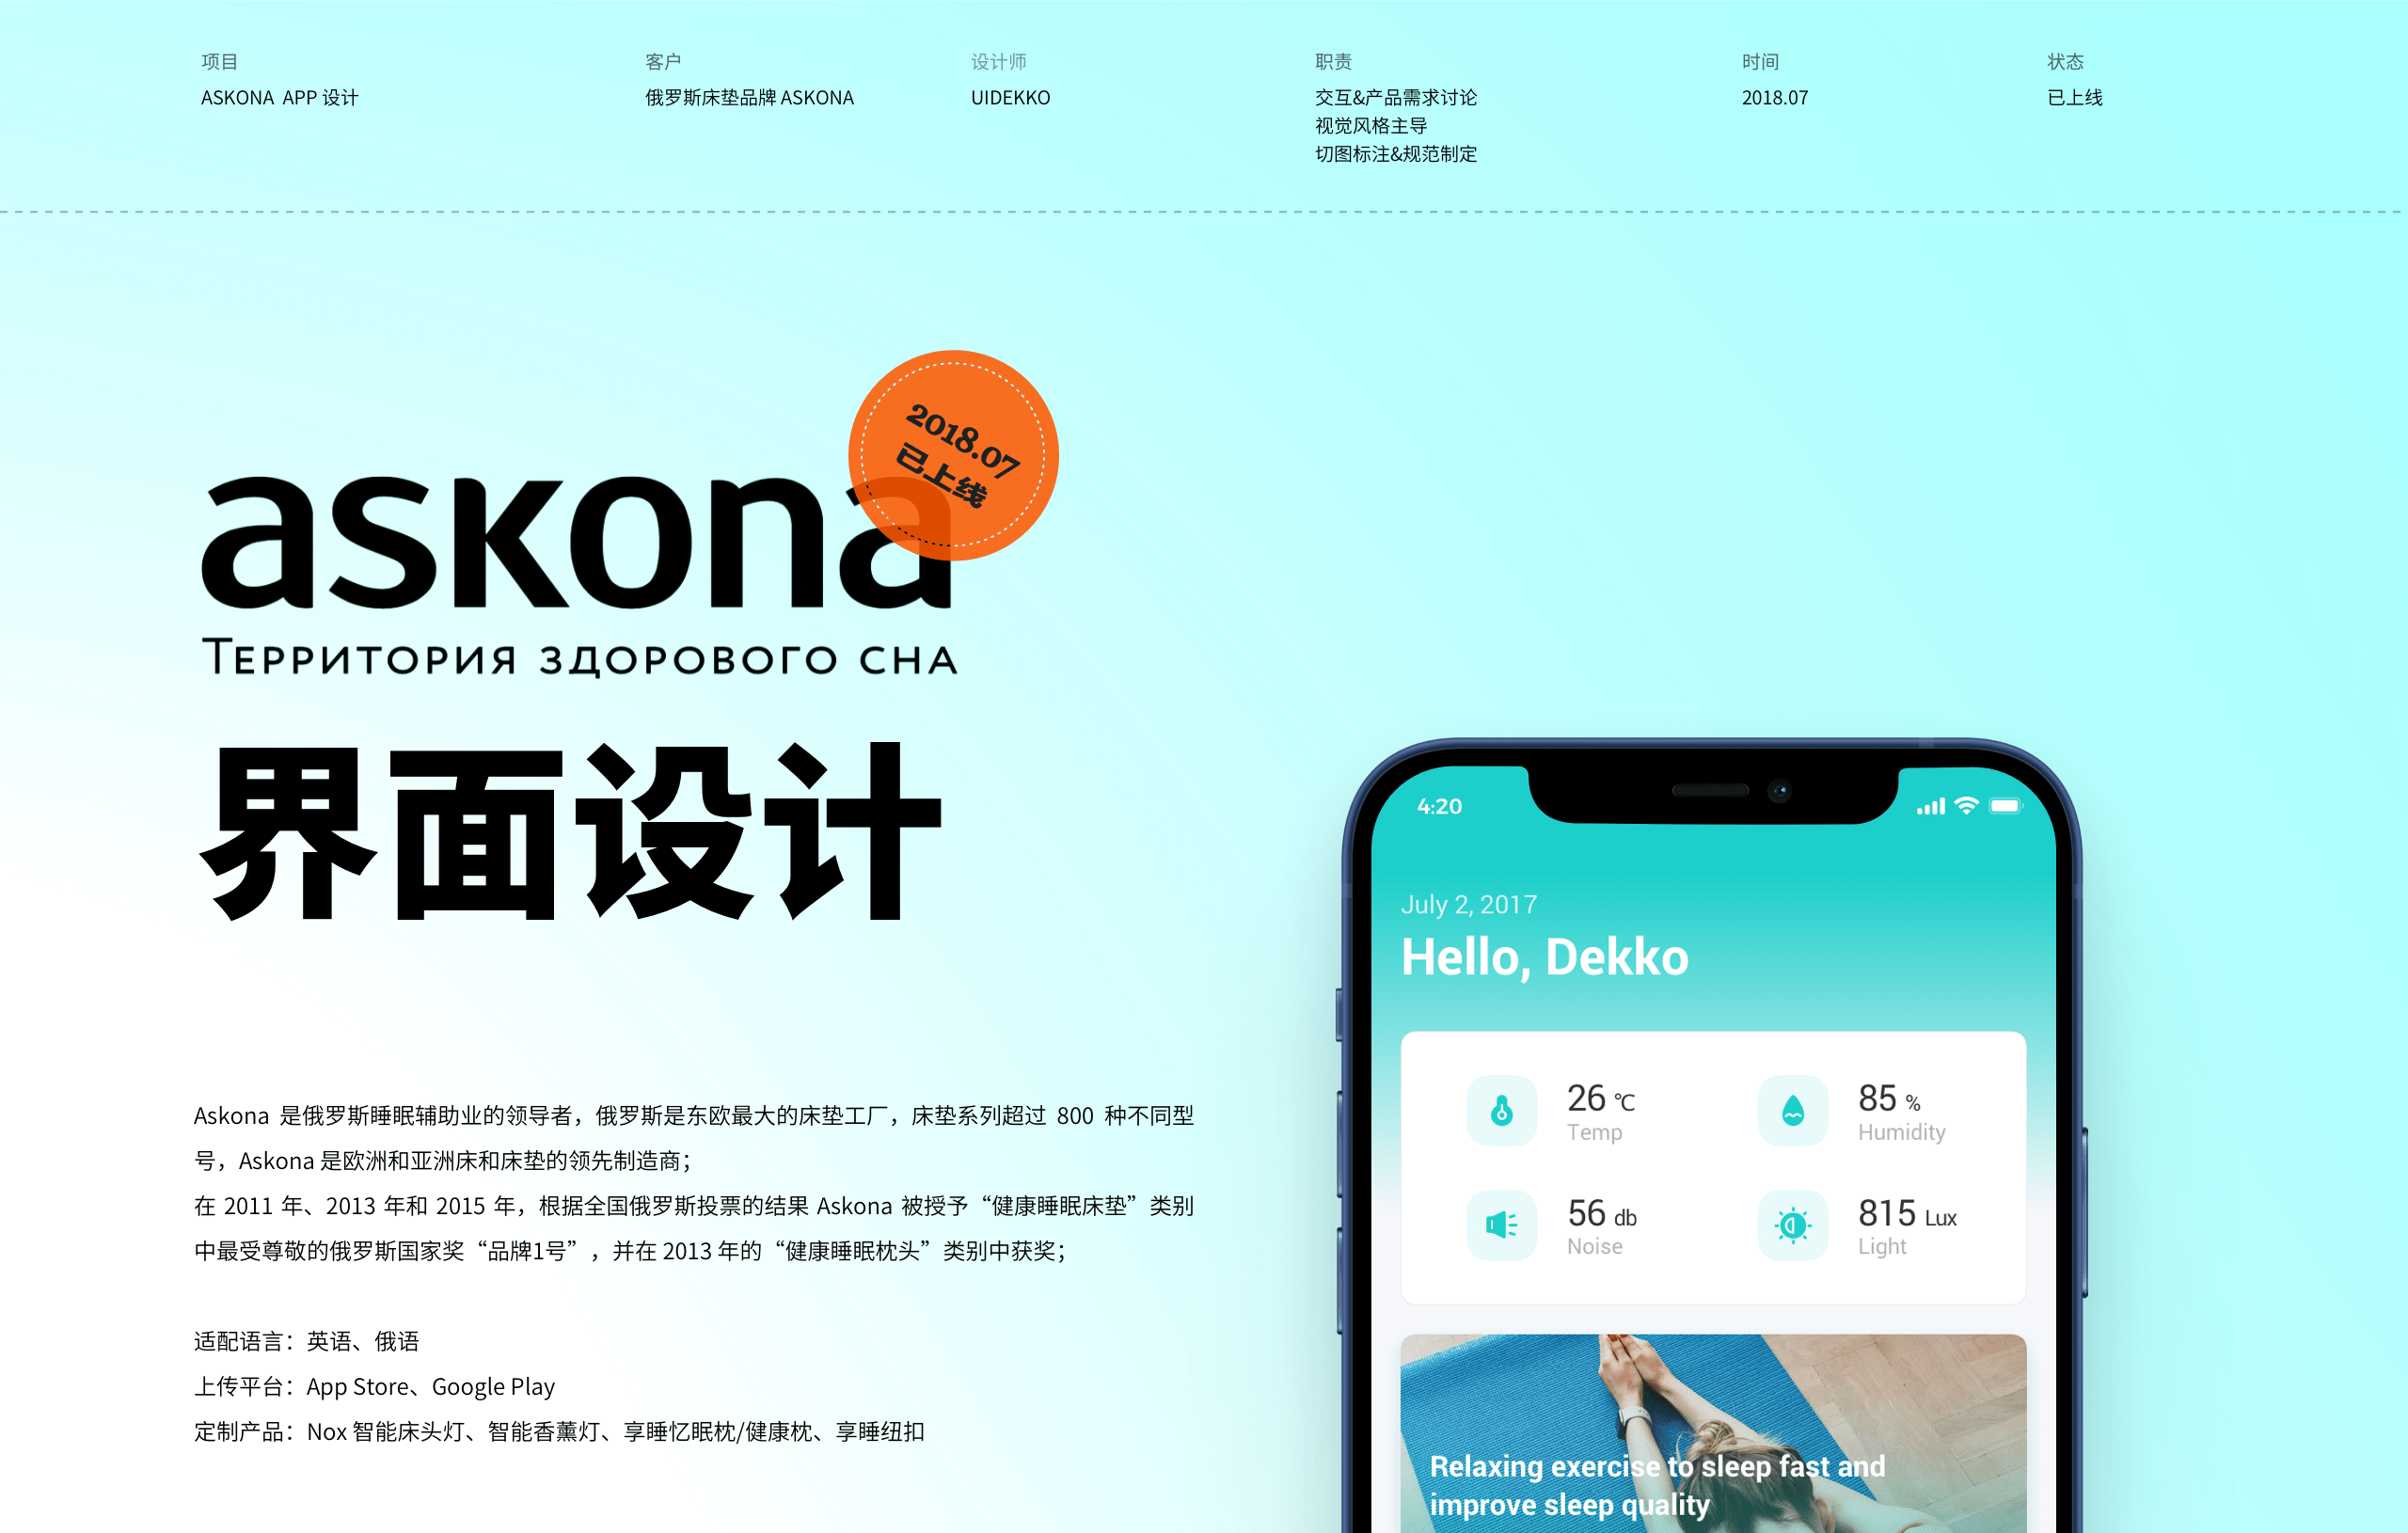 项目
ASKONA APP 设计
客户
俄罗斯床垫品牌 ASKONA
设计师
UIDEKKO
职责
交互&产品需求讨论
视觉风格主导
切图标注&规范制定
时间
2018.07
状态
已上线
2018.07
已上线
askona
Территория здорового сна
界面设计
Askona 是俄罗斯睡眠辅助业的领导者，俄罗斯是东欧最大的床垫工厂，床垫系列超过 800 种不同型
号，Askona 是欧洲和亚洲床和床垫的领先制造商；
在 2011 年、2013 年和 2015 年，根据全国俄罗斯投票的结果 Askona 被授予“健康睡眠床垫”类别
中最受尊敬的俄罗斯国家奖“品牌1号”，并在 2013 年的“健康睡眠枕头”类别中获奖；
适配语言：英语、俄语
上传平台：App Store、Google Play
定制产品：Nox 智能床头灯、智能香薰灯、享睡忆眠枕/健康枕、享睡纽扣
4:20
July 2, 2017
Hello, Dekko
26 ℃
Temp
85 %
Humidity
56 db
Noise
815 Lux
Light
Relaxing exercise to sleep fast and
improve sleep quality